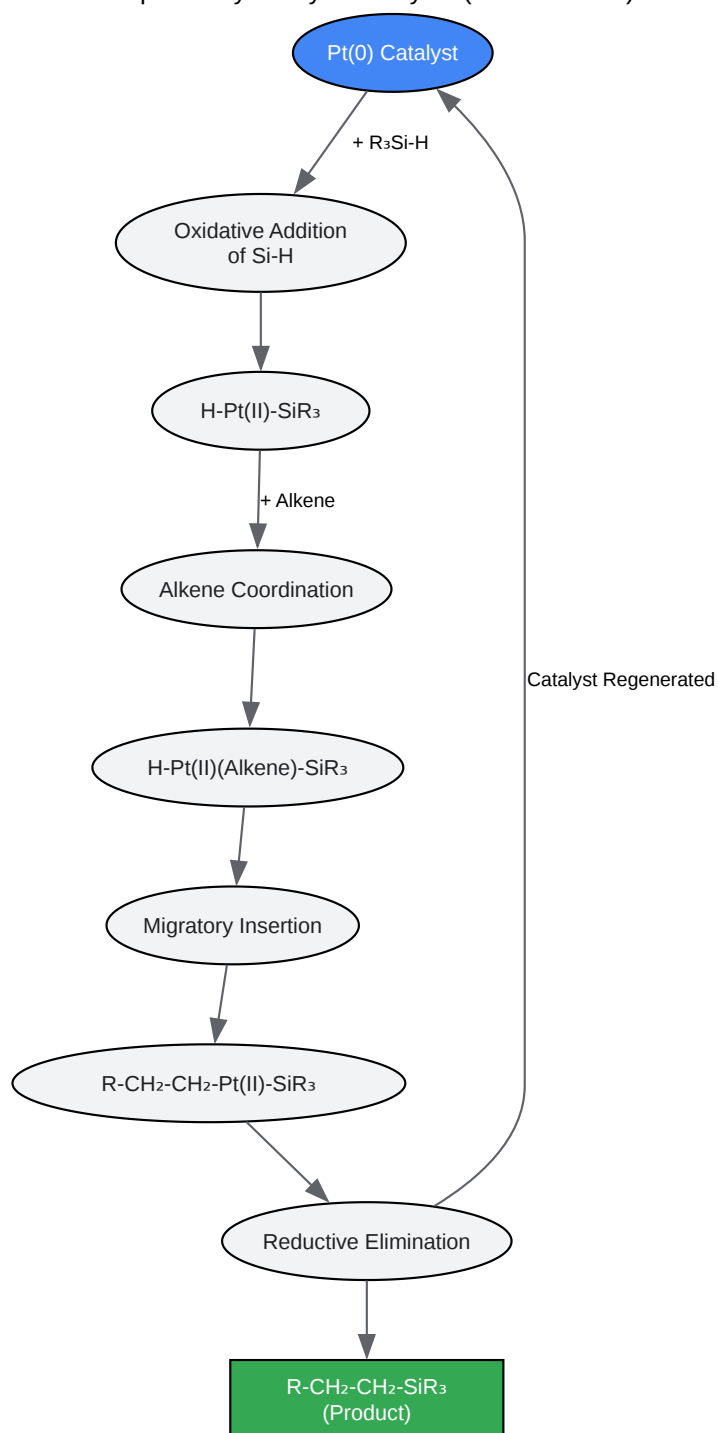 Pt(0) Catalyst
+ R₃Si-H
Oxidative Addition
of Si-H
H-Pt(II)-SiR₃
+ Alkene
Alkene Coordination
Catalyst Regenerated
H-Pt(II)(Alkene)-SiR₃
Migratory Insertion
R-CH₂-CH₂-Pt(II)-SiR₃
Reductive Elimination
R-CH₂-CH₂-SiR₃
(Product)